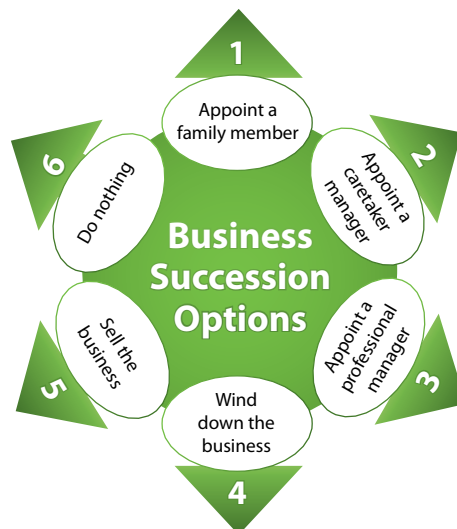 1
Appoint a
family member
2
Appoint a
caretaker
manager
3
Appoint a
professional
manager
4
Wind
down the
business
5
Sell the
business
6
Do nothing
Business
Succession
Options